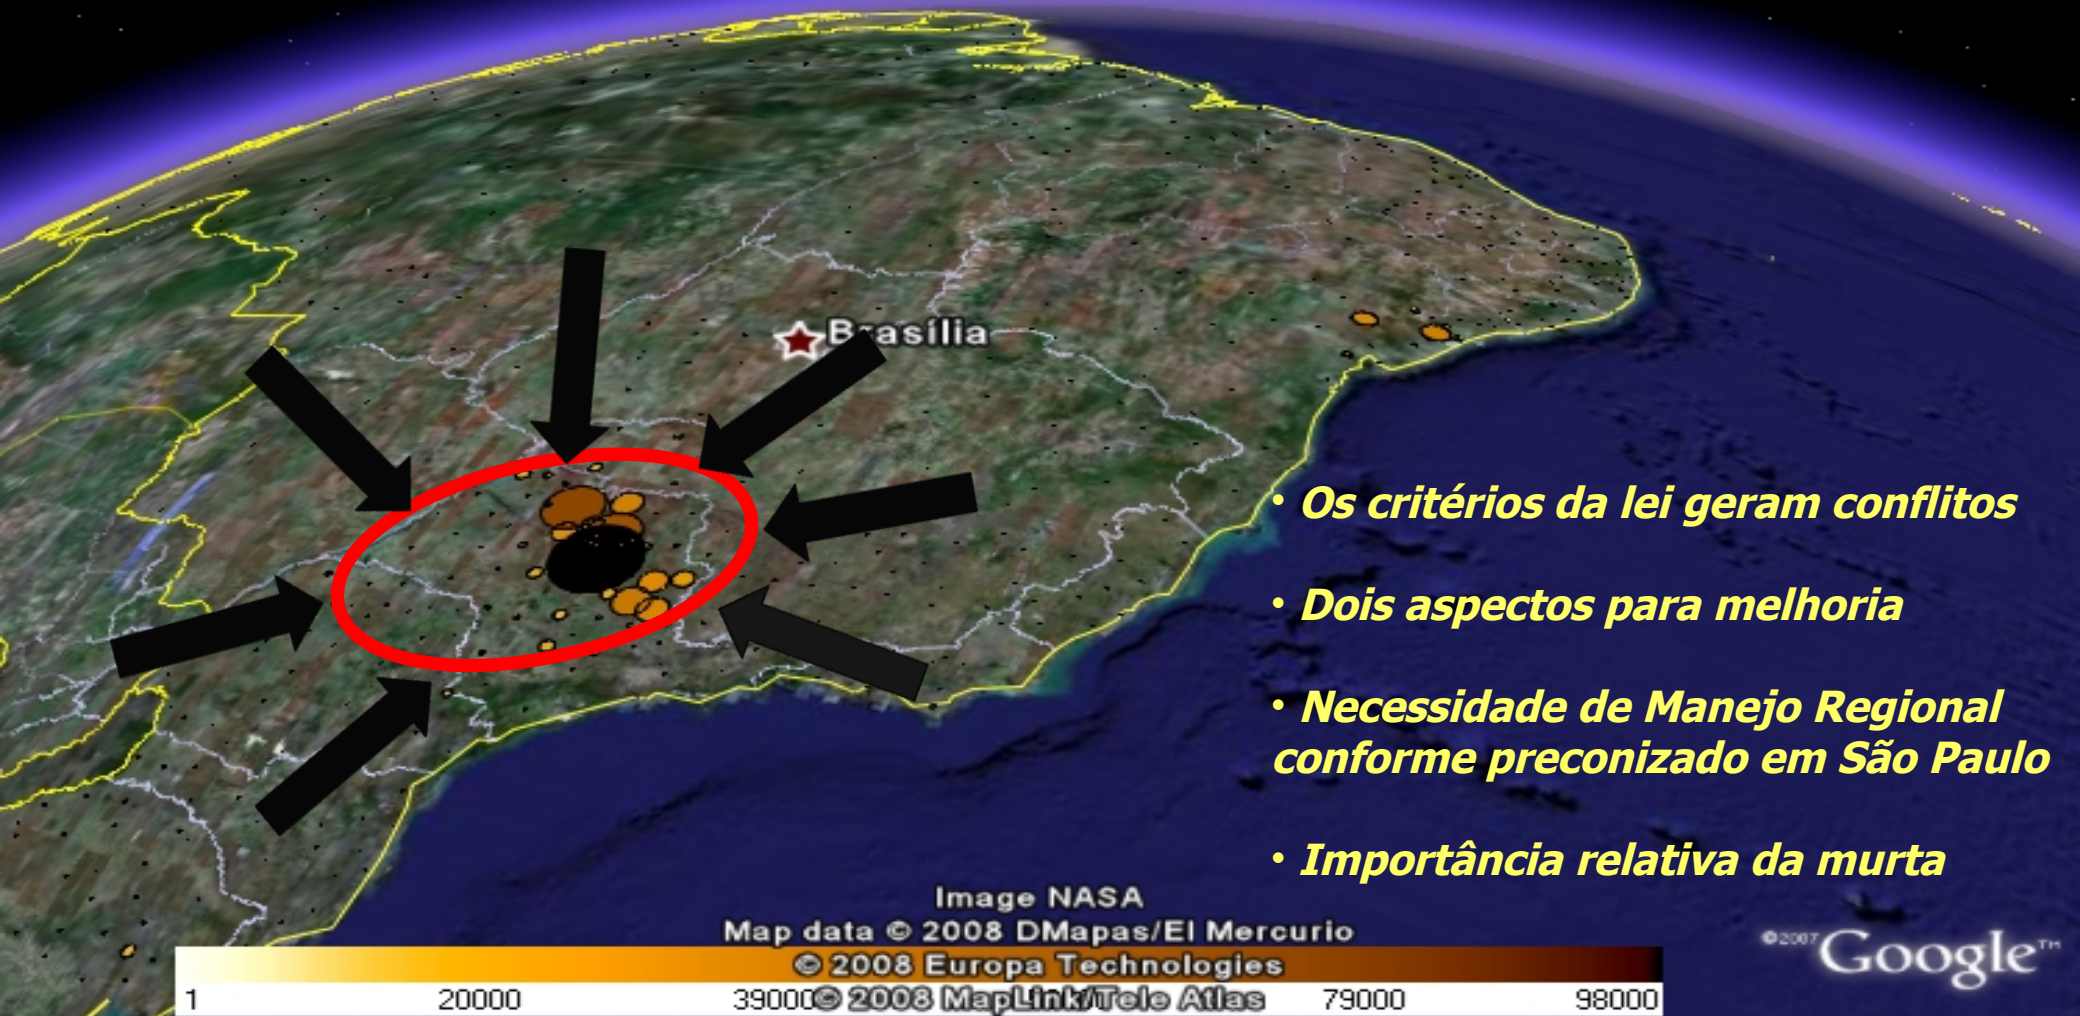 Brasília
• Os critérios da lei geram conflitos
• Dois aspectos para melhoria
• Necessidade de Manejo Regional
conforme preconizado em São Paulo
• Importância relativa da murta
Image NASA
Map data © 2008 DMapas/El Mercurio
© 2008 Europa Technologies
© 2008 MapLink/Tele Atlas
©2007 Google™
1 20000 39000 79000 98000